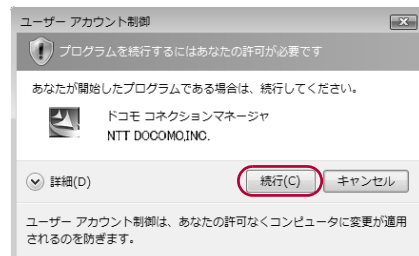 ユーザー アカウント制御
プログラムを続行するにはあなたの許可が必要です
あなたが開始したプログラムである場合は、続行してください。
ドコモ コネクションマネージャ
NTT DOCOMO,INC.
詳細(D)
続行(C)
キャンセル
ユーザー アカウント制御は、あなたの許可なくコンピュータに変更が適用
されるのを防ぎます。